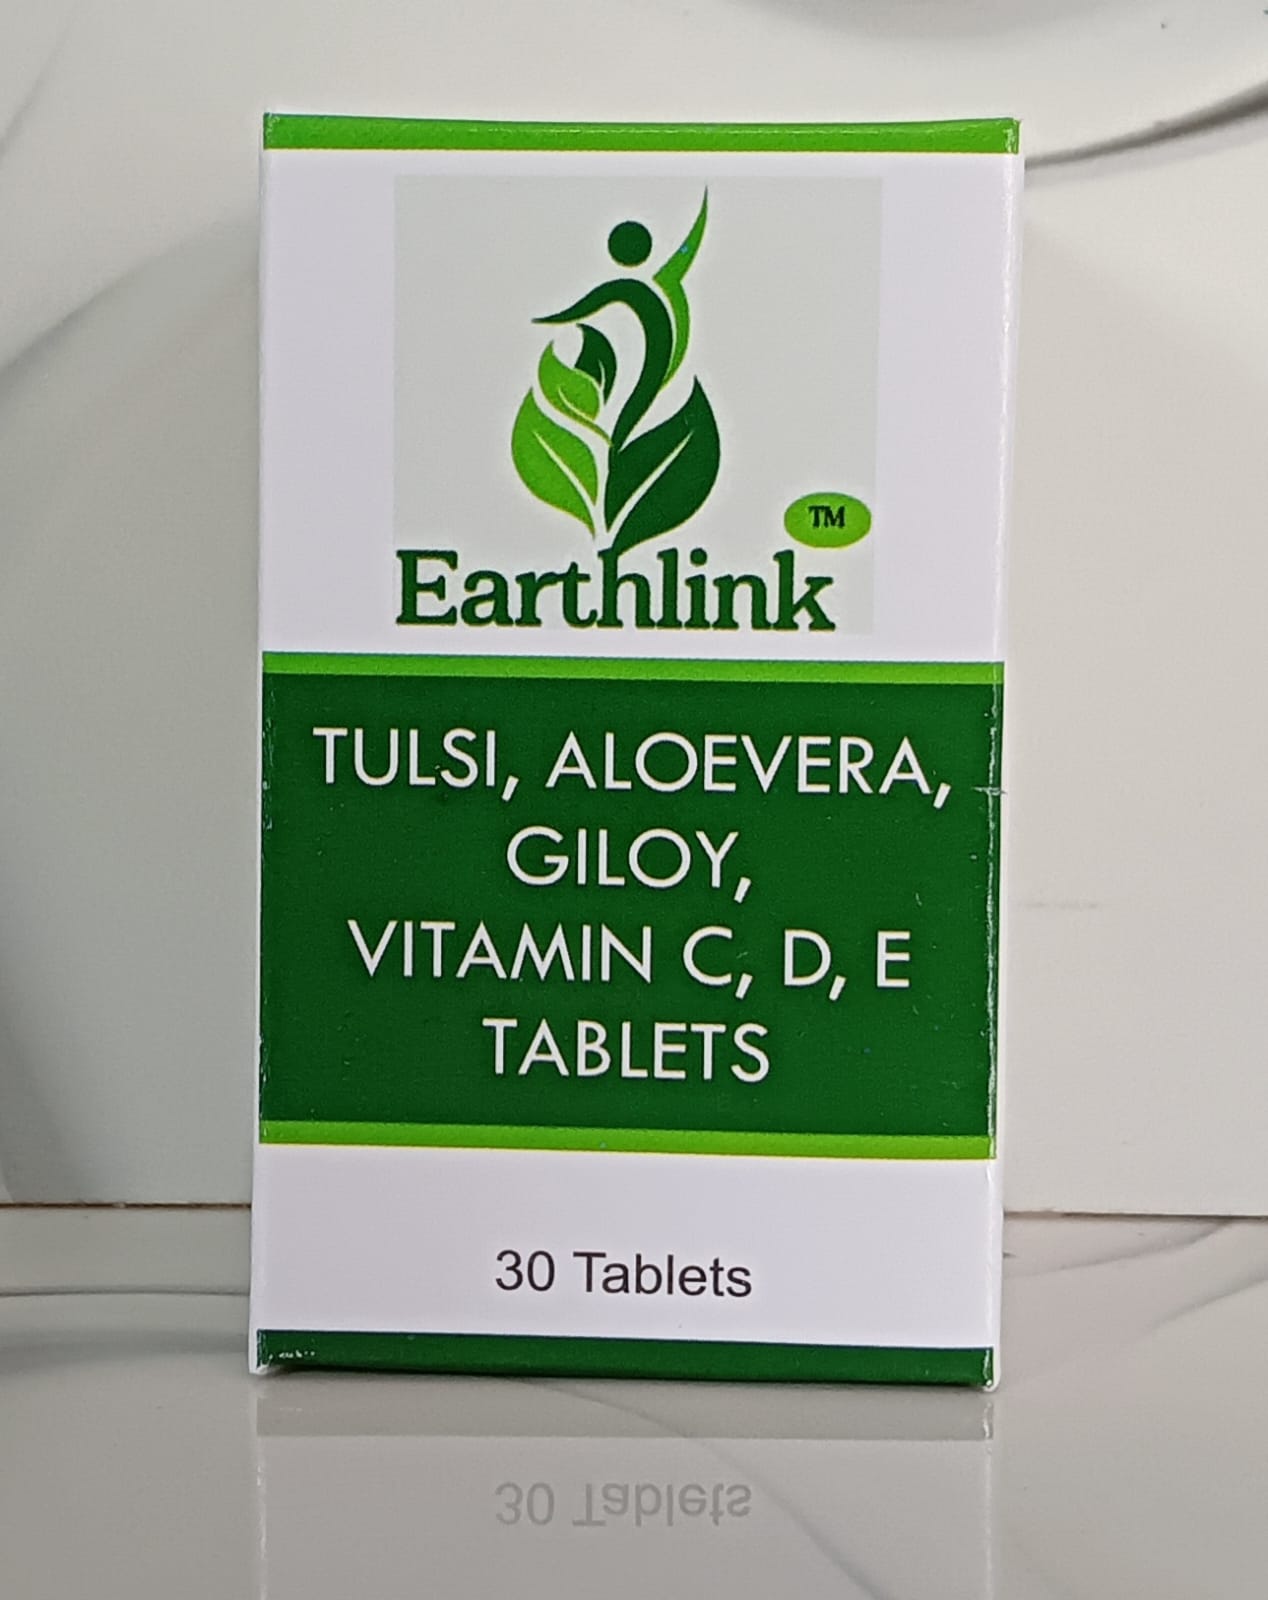 TM
Earthlink
TULSI, ALOEVERA,
GILOY,
VITAMIN C, D, E
TABLETS
30 Tablets